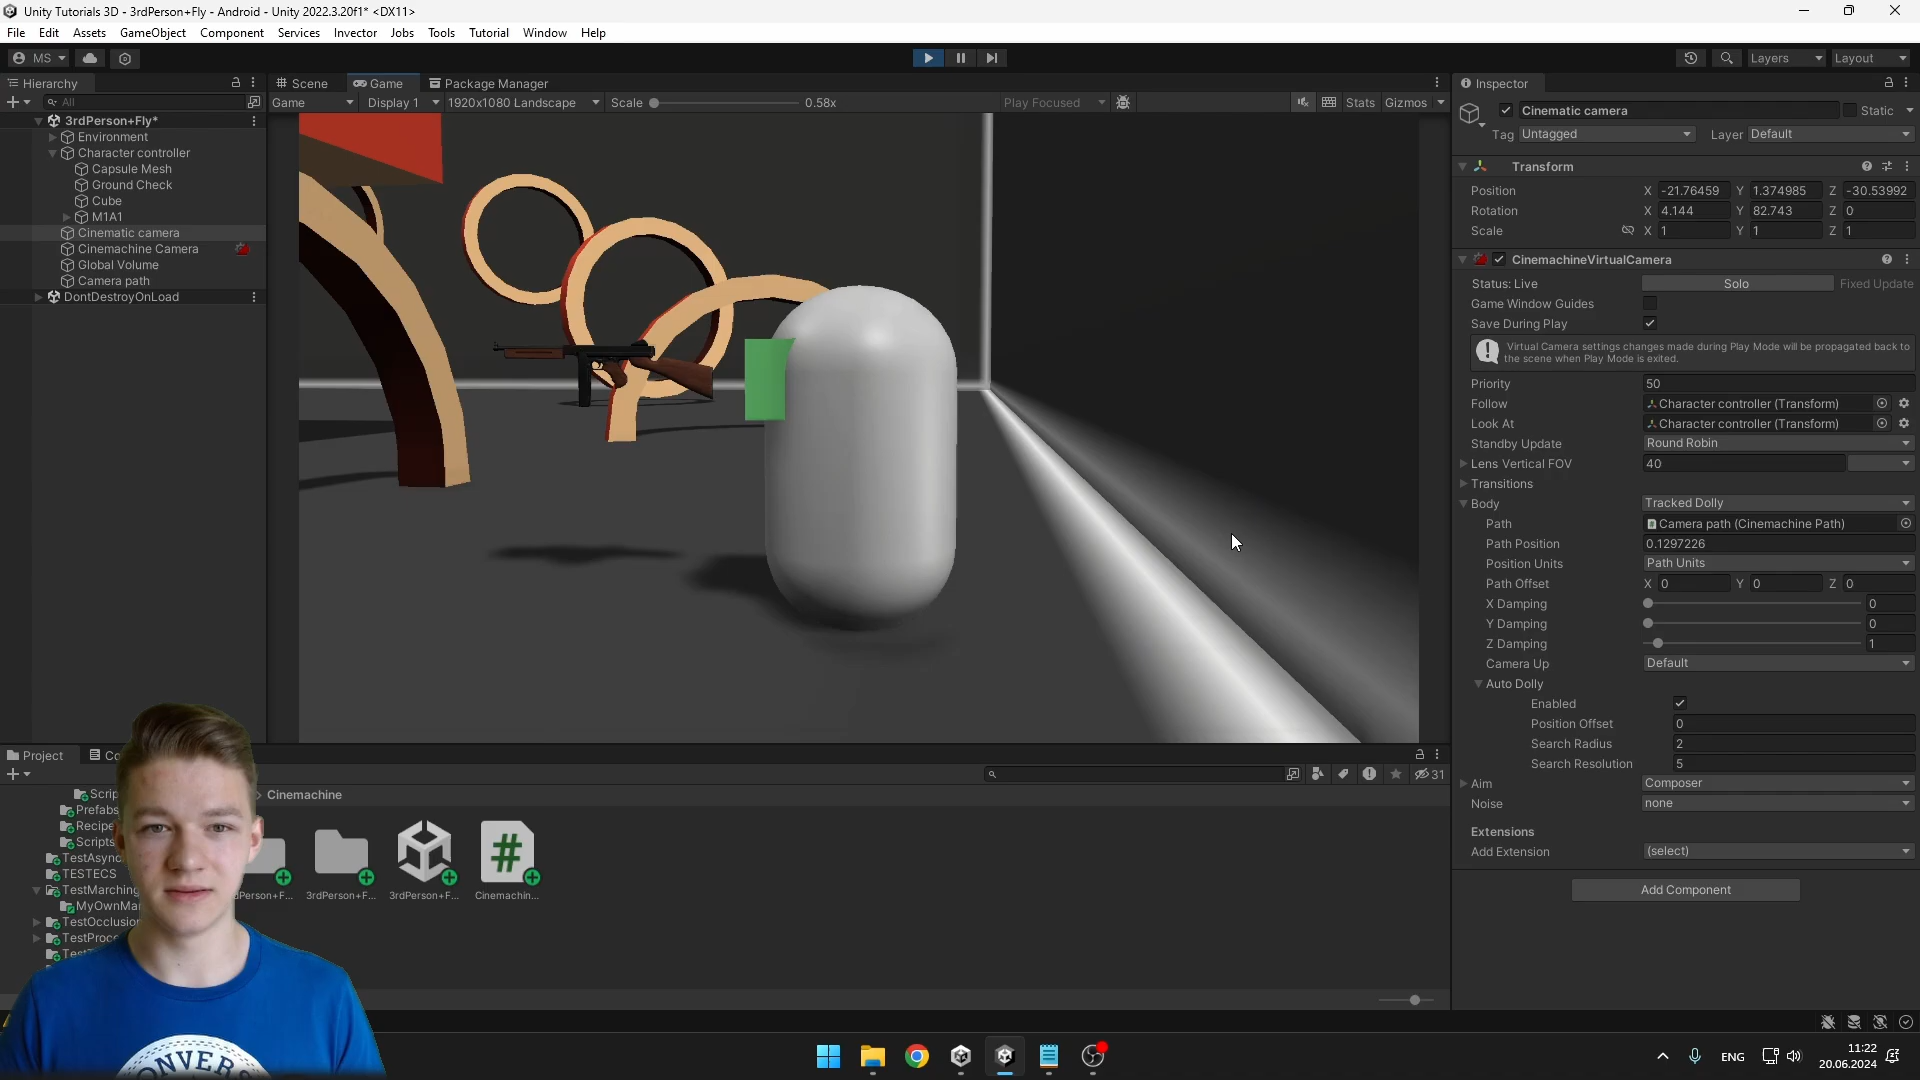 Unity Tutorials 3D - 3rdPerson+Fly - Android - Unity 2022.3.20f1* <DX11>
File Edit Assets GameObject Component Services Invector Jobs Tools Tutorial Window Help
MS
Layers Layout
Hierarchy
All
3rdPerson+Fly*
Environment
Character controller
Capsule Mesh
Ground Check
Cube
M1A1
Cinematic camera
Cinemachine Camera
Global Volume
Camera path
DontDestroyOnLoad
Scene Game Package Manager
Game Display 1 1920x1080 Landscape Scale 0.58x Play Focused Stats Gizmos
Inspector
Cinematic camera Static
Tag Untagged Layer Default
Transform
Position X -21.76459 Y 1.374985 Z -30.53992
Rotation X 4.144 Y 82.743 Z 0
Scale X 1 Y 1 Z 1
CinemachineVirtualCamera
Status: Live Solo Fixed Update
Game Window Guides
Save During Play
Virtual Camera settings changes made during Play Mode will be propagated back to
the scene when Play Mode is exited.
Priority 50
Follow Character controller (Transform)
Look At Character controller (Transform)
Standby Update Round Robin
Lens Vertical FOV 40
Transitions
Body Tracked Dolly
Path Camera path (Cinemachine Path)
Path Position 0.1297226
Position Units Path Units
Path Offset X 0 Y 0 Z 0
X Damping 0
Y Damping 0
Z Damping 1
Camera Up Default
Auto Dolly
Enabled
Position Offset 0
Search Radius 2
Search Resolution 5
Aim Composer
Noise none
Extensions
Add Extension (select)
Add Component
Project Co
31
Cinemachine
Scrip
Prefabs
Recipe
Scripts
TestAsync
TESTECS
TestMarching
MyOwnMar
TestOcclusion
TestProce
dPerson+F... 3rdPerson+F... 3rdPerson+F... Cinemachin...
#
CONVERS
ENG
11:22
20.06.2024